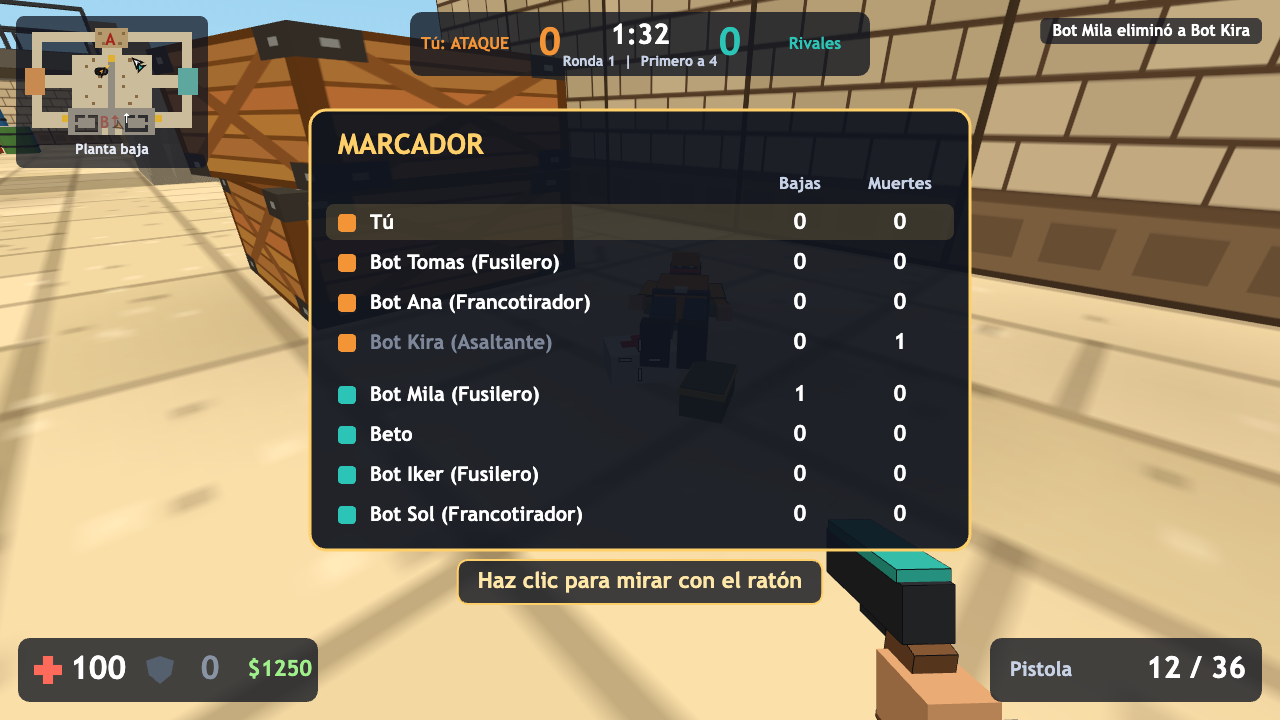 A
B
Planta baja
Tú: ATAQUE 0 1:32 0 Rivales
Ronda 1 | Primero a 4
Bot Mila eliminó a Bot Kira
MARCADOR
Bajas Muertes
Tú 0 0
Bot Tomas (Fusilero) 0 0
Bot Ana (Francotirador) 0 0
Bot Kira (Asaltante) 0 1
Bot Mila (Fusilero) 1 0
Beto 0 0
Bot Iker (Fusilero) 0 0
Bot Sol (Francotirador) 0 0
Haz clic para mirar con el ratón
100 0 $1250
Pistola 12 / 36